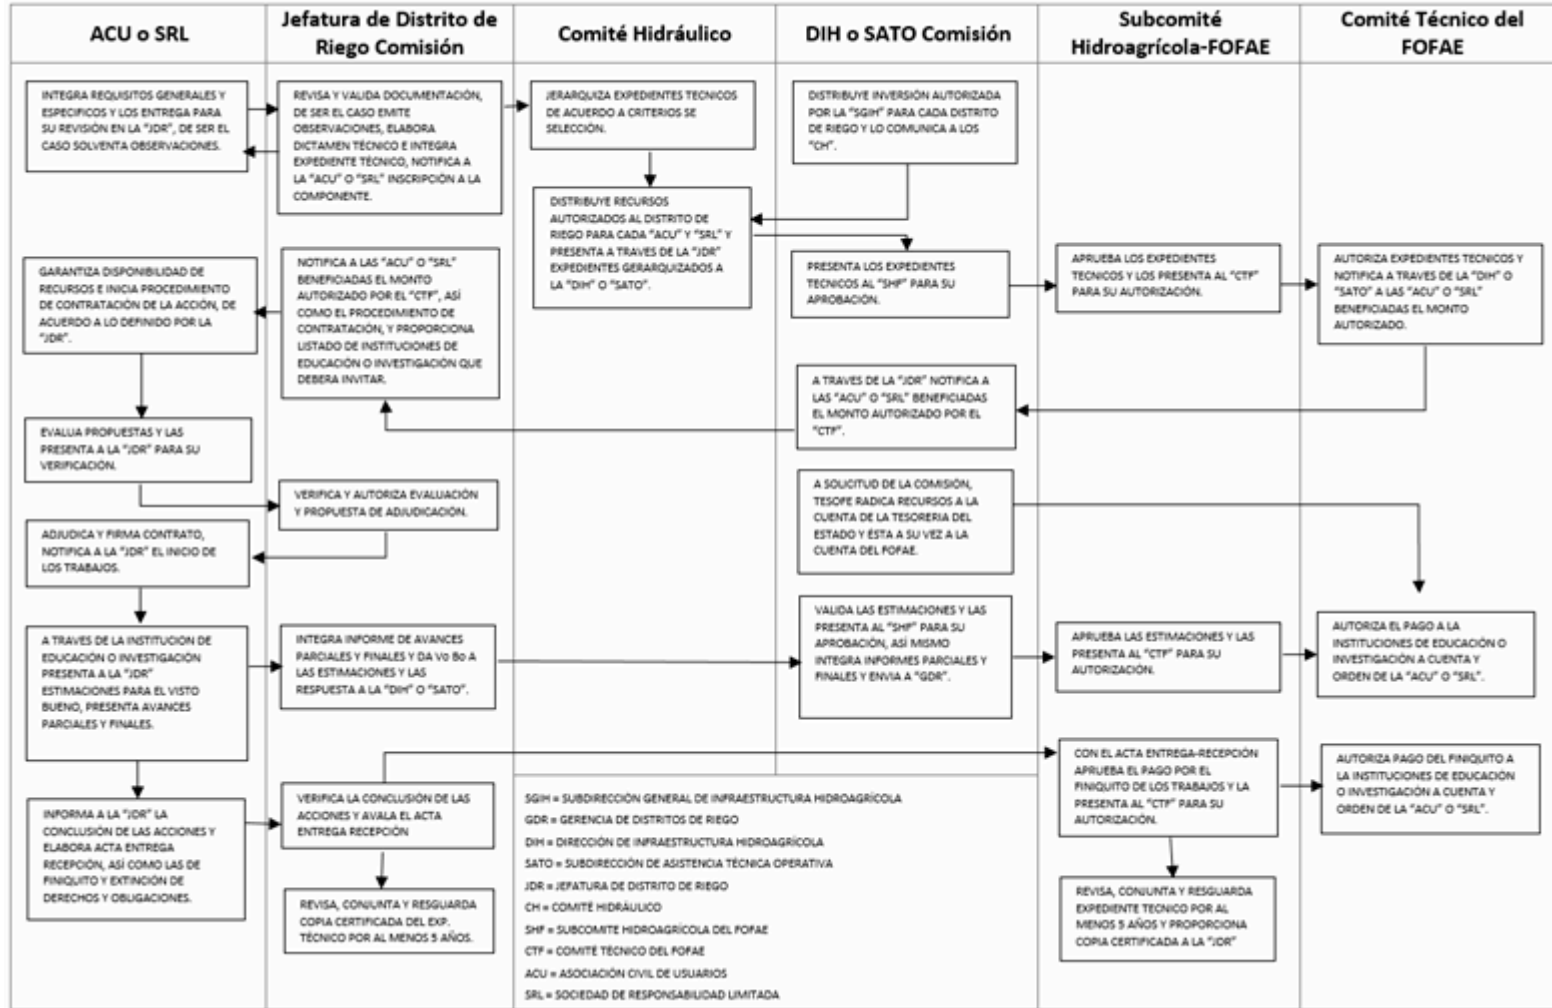 ACU o SRL
Jefatura de Distrito de
Riego Comisión
Comité Hidráulico
DIH o SATO Comisión
Subcomité
Hidroagrícola-FOFAE
Comité Técnico del
FOFAE
INTEGRA REQUISITOS GENERALES Y
ESPECIFICOS Y LOS ENTREGA PARA
SU REVISIÓN EN LA "JDR", DE SER EL
CASO SOLVENTA OBSERVACIONES.
REVISA Y VALIDA DOCUMENTACIÓN,
DE SER EL CASO EMITE
OBSERVACIONES, ELABORA
DICTAMEN TÉCNICO E INTEGRA
EXPEDIENTE TÉCNICO, NOTIFICA A
LA "ACU" O "SRL" INSCRIPCIÓN A LA
COMPONENTE.
JERARQUIZA EXPEDIENTES TECNICOS
DE ACUERDO A CRITERIOS SE
SELECCIÓN.
DISTRIBUYE INVERSIÓN AUTORIZADA
POR LA "SGIH" PARA CADA DISTRITO
DE RIEGO Y LO COMUNICA A LOS
"CH".
DISTRIBUYE RECURSOS
AUTORIZADOS AL DISTRITO DE
RIEGO PARA CADA "ACU" Y "SRL" Y
PRESENTA A TRAVES DE LA "JDR"
EXPEDIENTES GERARQUIZADOS A
LA "DIH" O "SATO".
PRESENTA LOS EXPEDIENTES
TECNICOS AL "SHF" PARA SU
APROBACIÓN.
APRUEBA LOS EXPEDIENTES
TECNICOS Y LOS PRESENTA AL "CTF"
PARA SU AUTORIZACIÓN.
AUTORIZA EXPEDIENTES TECNICOS Y
NOTIFICA A TRAVES DE LA "DIH" O
"SATO" A LAS "ACU" O "SRL"
BENEFICIADAS EL MONTO
AUTORIZADO.
GARANTIZA DISPONIBILIDAD DE
RECURSOS E INICIA PROCEDIMIENTO
DE CONTRATACIÓN DE LA ACCIÓN, DE
ACUERDO A LO DEFINIDO POR LA
"JDR".
NOTIFICA A LAS "ACU" O "SRL"
BENEFICIADAS EL MONTO
AUTORIZADO POR EL "CTF", ASÍ
COMO EL PROCEDIMIENTO DE
CONTRATACIÓN, Y PROPORCIONA
LISTADO DE INSTITUCIONES DE
EDUCACIÓN O INVESTIGACIÓN QUE
DEBERA INVITAR.
A TRAVES DE LA "JDR" NOTIFICA A
LAS "ACU" O "SRL" BENEFICIADAS
EL MONTO AUTORIZADO POR EL
"CTF".
EVALUA PROPUESTAS Y LAS
PRESENTA A LA "JDR" PARA SU
VERIFICACIÓN.
VERIFICA Y AUTORIZA EVALUACIÓN
Y PROPUESTA DE ADJUDICACIÓN.
A SOLICITUD DE LA COMISIÓN,
TESOFE RADICA RECURSOS A LA
CUENTA DE LA TESORERIA DEL
ESTADO Y ÉSTA A SU VEZ A LA
CUENTA DEL FOFAE.
ADJUDICA Y FIRMA CONTRATO,
NOTIFICA A LA "JDR" EL INICIO DE
LOS TRABAJOS.
A TRAVES DE LA INSTITUCION DE
EDUCACIÓN O INVESTIGACIÓN
PRESENTA A LA "JDR"
ESTIMACIONES PARA EL VISTO
BUENO, PRESENTA AVANCES
PARCIALES Y FINALES.
INTEGRA INFORME DE AVANCES
PARCIALES Y FINALES Y DA Vo Bo A
LAS ESTIMACIONES Y LAS
RESPUESTA A LA "DIH" O "SATO".
VALIDA LAS ESTIMACIONES Y LAS
PRESENTA AL "SHF" PARA SU
APROBACIÓN, ASÍ MISMO
INTEGRA INFORMES PARCIALES Y
FINALES Y ENVIA A "GDR".
APRUEBA LAS ESTIMACIONES Y LAS
PRESENTA AL "CTF" PARA SU
AUTORIZACIÓN.
AUTORIZA EL PAGO A LA
INSTITUCIONES DE EDUCACIÓN O
INVESTIGACIÓN A CUENTA Y
ORDEN DE LA "ACU" O "SRL".
INFORMA A LA "JDR" LA
CONCLUSIÓN DE LAS ACCIONES Y
ELABORA ACTA ENTREGA
RECEPCIÓN, ASÍ COMO LAS DE
FINIQUITO Y EXTINCIÓN DE
DERECHOS Y OBLIGACIONES.
VERIFICA LA CONCLUSIÓN DE LAS
ACCIONES Y AVALA EL ACTA
ENTREGA RECEPCIÓN
CON EL ACTA ENTREGA-RECEPCIÓN
APRUEBA EL PAGO POR EL
FINIQUITO DE LOS TRABAJOS Y LA
PRESENTA AL "CTF" PARA SU
AUTORIZACIÓN.
AUTORIZA PAGO DEL FINIQUITO A
LA INSTITUCIONES DE EDUCACIÓN
O INVESTIGACIÓN A CUENTA Y
ORDEN DE LA "ACU" O "SRL".
REVISA, CONJUNTA Y RESGUARDA
COPIA CERTIFICADA DEL EXP.
TÉCNICO POR AL MENOS 5 AÑOS.
REVISA, CONJUNTA Y RESGUARDA
EXPEDIENTE TECNICO POR AL
MENOS 5 AÑOS Y PROPORCIONA
COPIA CERTIFICADA A LA "JDR"
SGIH = SUBDIRECCIÓN GENERAL DE INFRAESTRUCTURA HIDROAGRÍCOLA
GDR = GERENCIA DE DISTRITOS DE RIEGO
DIH = DIRECCIÓN DE INFRAESTRUCTURA HIDROAGRÍCOLA
SATO = SUBDIRECCIÓN DE ASISTENCIA TÉCNICA OPERATIVA
JDR = JEFATURA DE DISTRITO DE RIEGO
CH = COMITÉ HIDRÁULICO
SHF = SUBCOMITE HIDROAGRÍCOLA DEL FOFAE
CTF = COMITÉ TÉCNICO DEL FOFAE
ACU = ASOCIACIÓN CIVIL DE USUARIOS
SRL = SOCIEDAD DE RESPONSABILIDAD LIMITADA